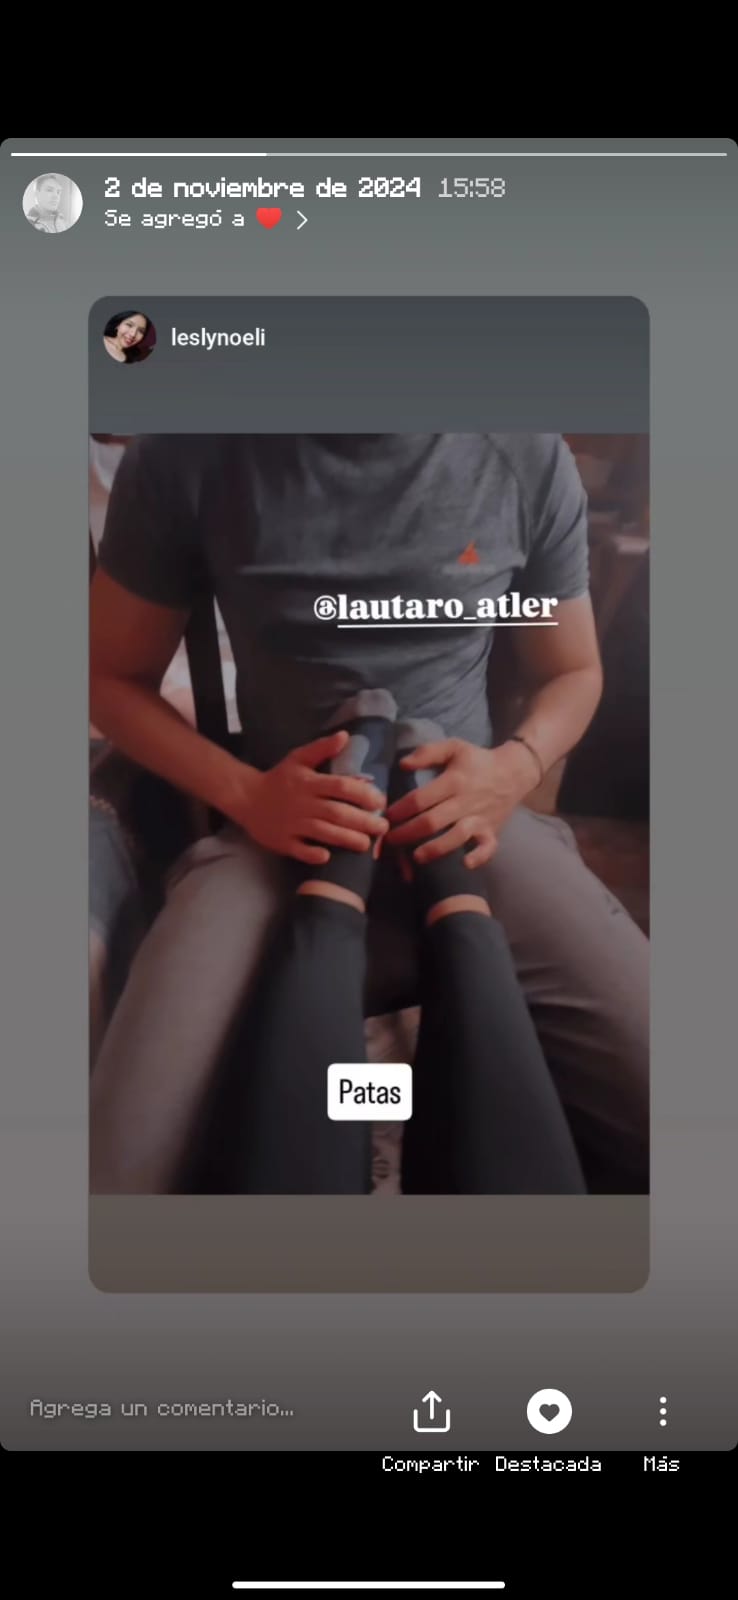 2 de noviembre de 2024 15:58
Se agregó a ❤️ >
leslynoeli
@lautaro_atler
Patas
Agrega un comentario...
Compartir Destacada Más